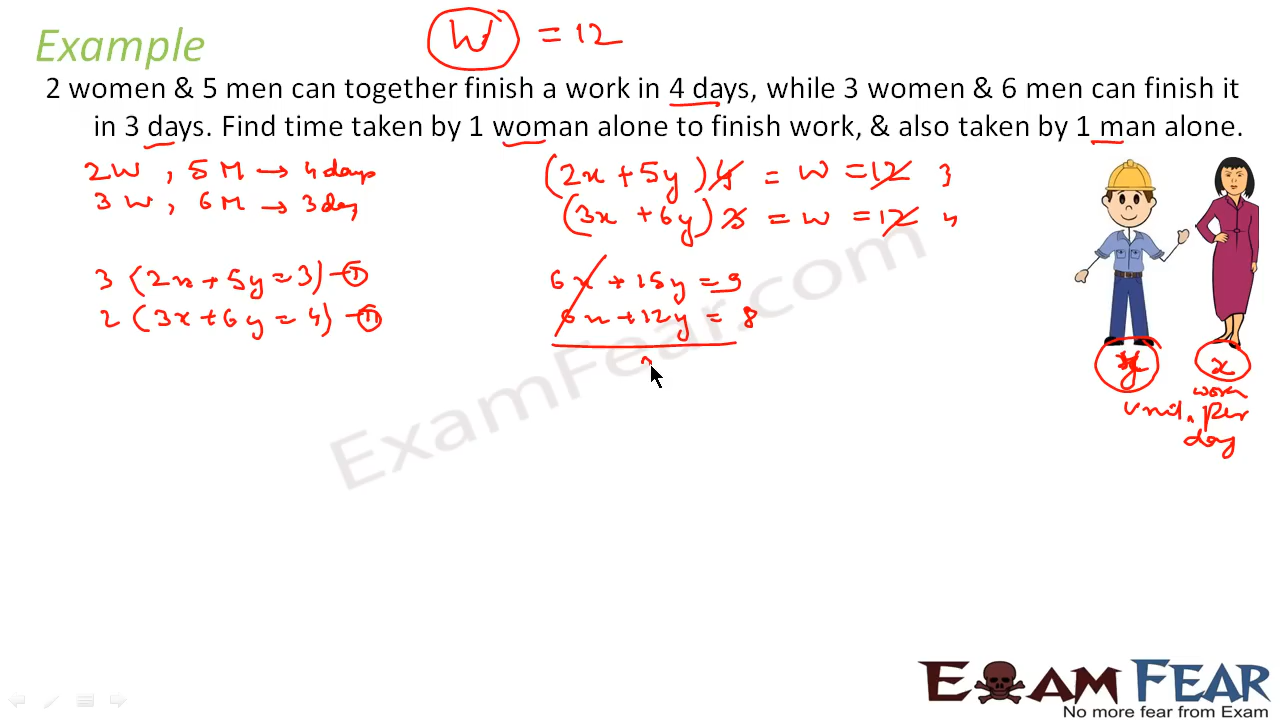 Example
W = 12
2 women & 5 men can together finish a work in 4 days, while 3 women & 6 men can finish it
in 3 days. Find time taken by 1 woman alone to finish work, & also taken by 1 man alone.
2W , 5M → 4 days
3W , 6M → 3 day
(2x + 5y) 4 = W = 12 3
(3x + 6y) 3 = W = 12 4
3 (2x + 5y = 3) - I
2 (3x + 6y = 4) - II
6x + 15y = 9
6x + 12y = 8
y x
work
unit per
day
ExamFear.com
EXAM FEAR
No more fear from Exam